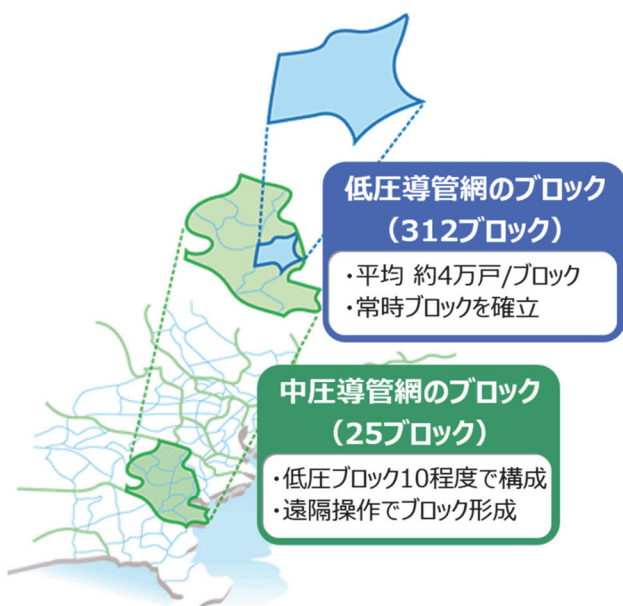 低圧導管網のブロック
（312ブロック）
・平均 約4万戸/ブロック
・常時ブロックを確立
中圧導管網のブロック
（25ブロック）
・低圧ブロック10程度で構成
・遠隔操作でブロック形成